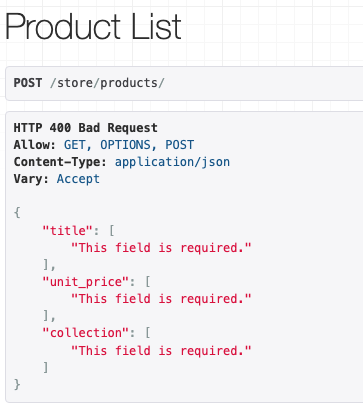 Product List
POST /store/products/
HTTP 400 Bad Request
Allow: GET, OPTIONS, POST
Content-Type: application/json
Vary: Accept
{
    "title": [
        "This field is required."
    ],
    "unit_price": [
        "This field is required."
    ],
    "collection": [
        "This field is required."
    ]
}